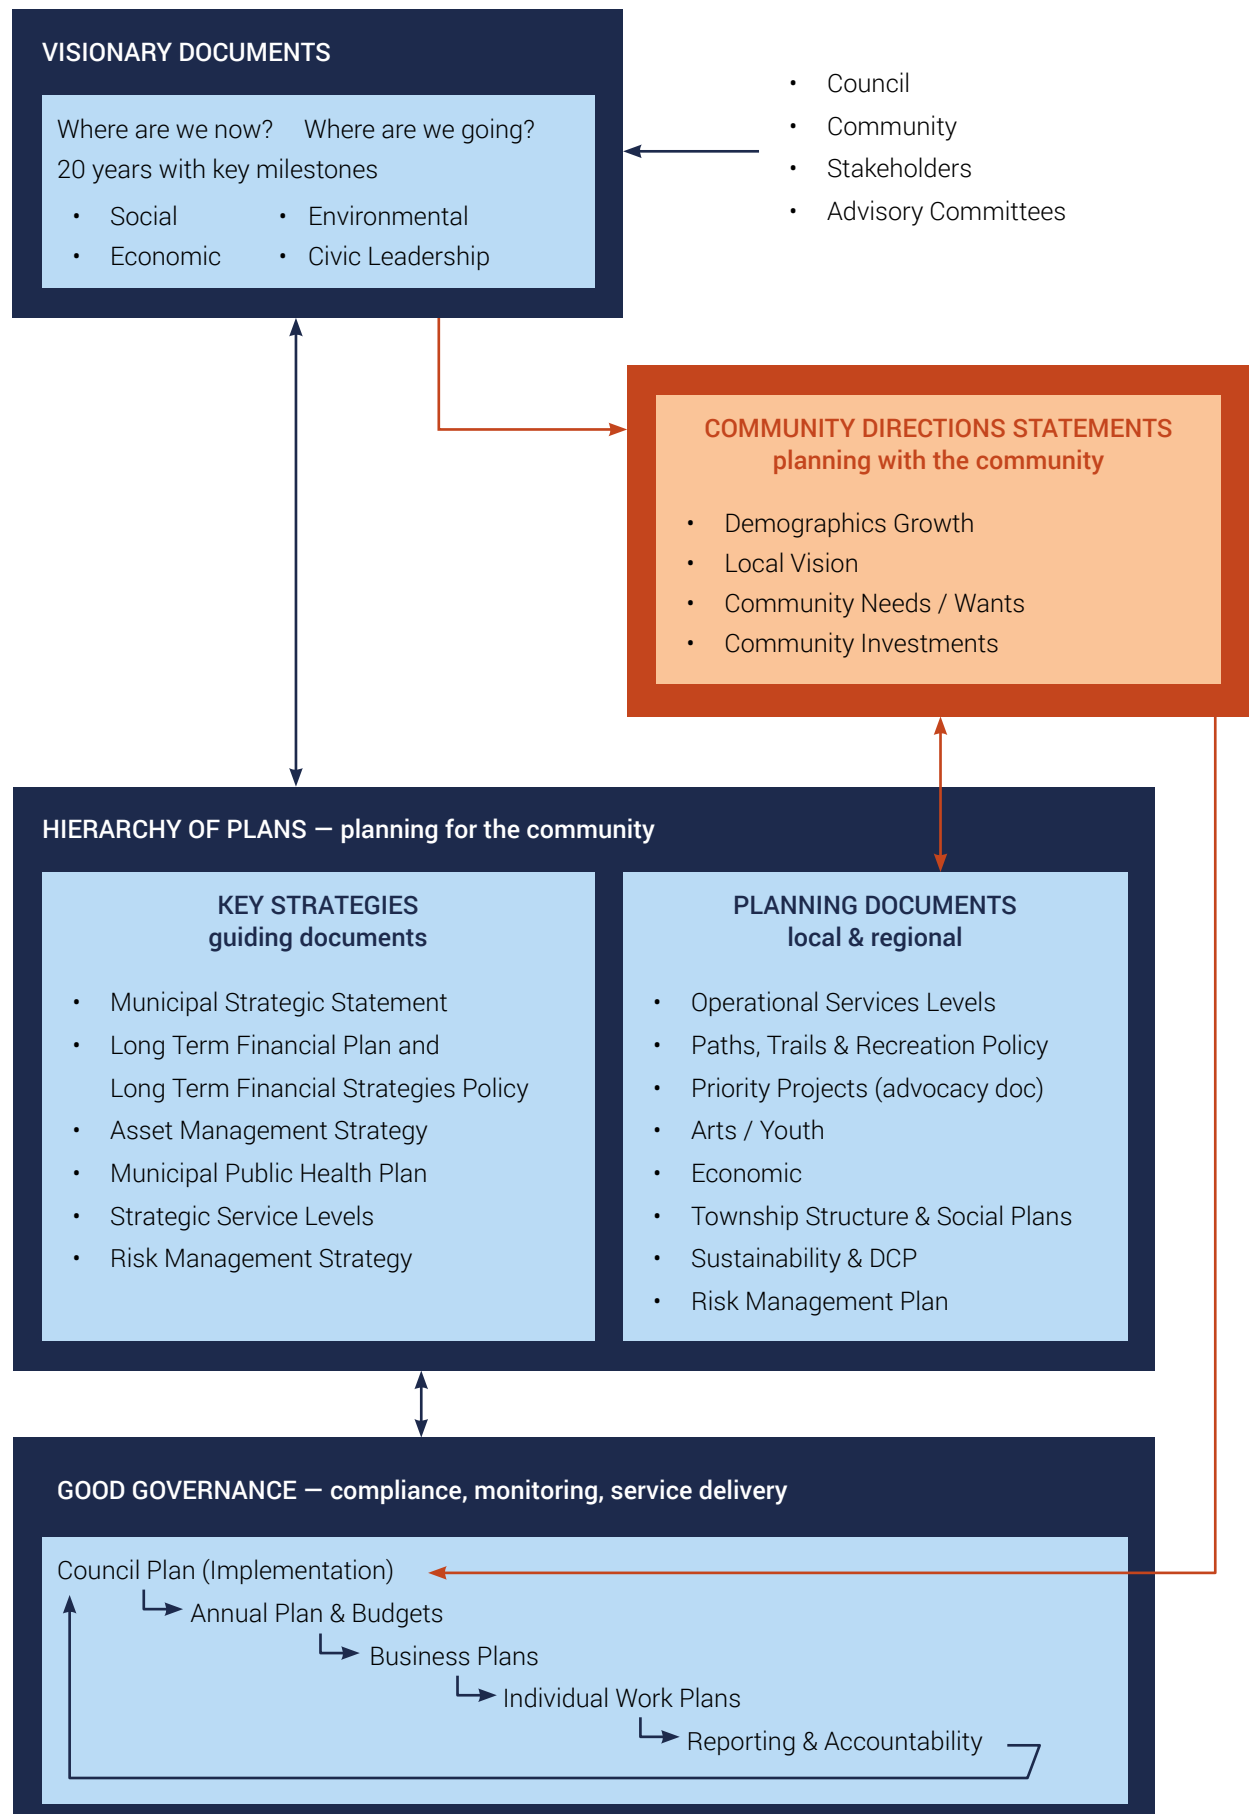 VISIONARY DOCUMENTS
Where are we now? Where are we going?
20 years with key milestones
• Social
• Environmental
• Economic
• Civic Leadership
• Council
• Community
• Stakeholders
• Advisory Committees
COMMUNITY DIRECTIONS STATEMENTS
planning with the community
• Demographics Growth
• Local Vision
• Community Needs / Wants
• Community Investments
HIERARCHY OF PLANS — planning for the community
KEY STRATEGIES
guiding documents
• Municipal Strategic Statement
• Long Term Financial Plan and
Long Term Financial Strategies Policy
• Asset Management Strategy
• Municipal Public Health Plan
• Strategic Service Levels
• Risk Management Strategy
PLANNING DOCUMENTS
local & regional
• Operational Services Levels
• Paths, Trails & Recreation Policy
• Priority Projects (advocacy doc)
• Arts / Youth
• Economic
• Township Structure & Social Plans
• Sustainability & DCP
• Risk Management Plan
GOOD GOVERNANCE — compliance, monitoring, service delivery
Council Plan (Implementation)
Annual Plan & Budgets
Business Plans
Individual Work Plans
Reporting & Accountability